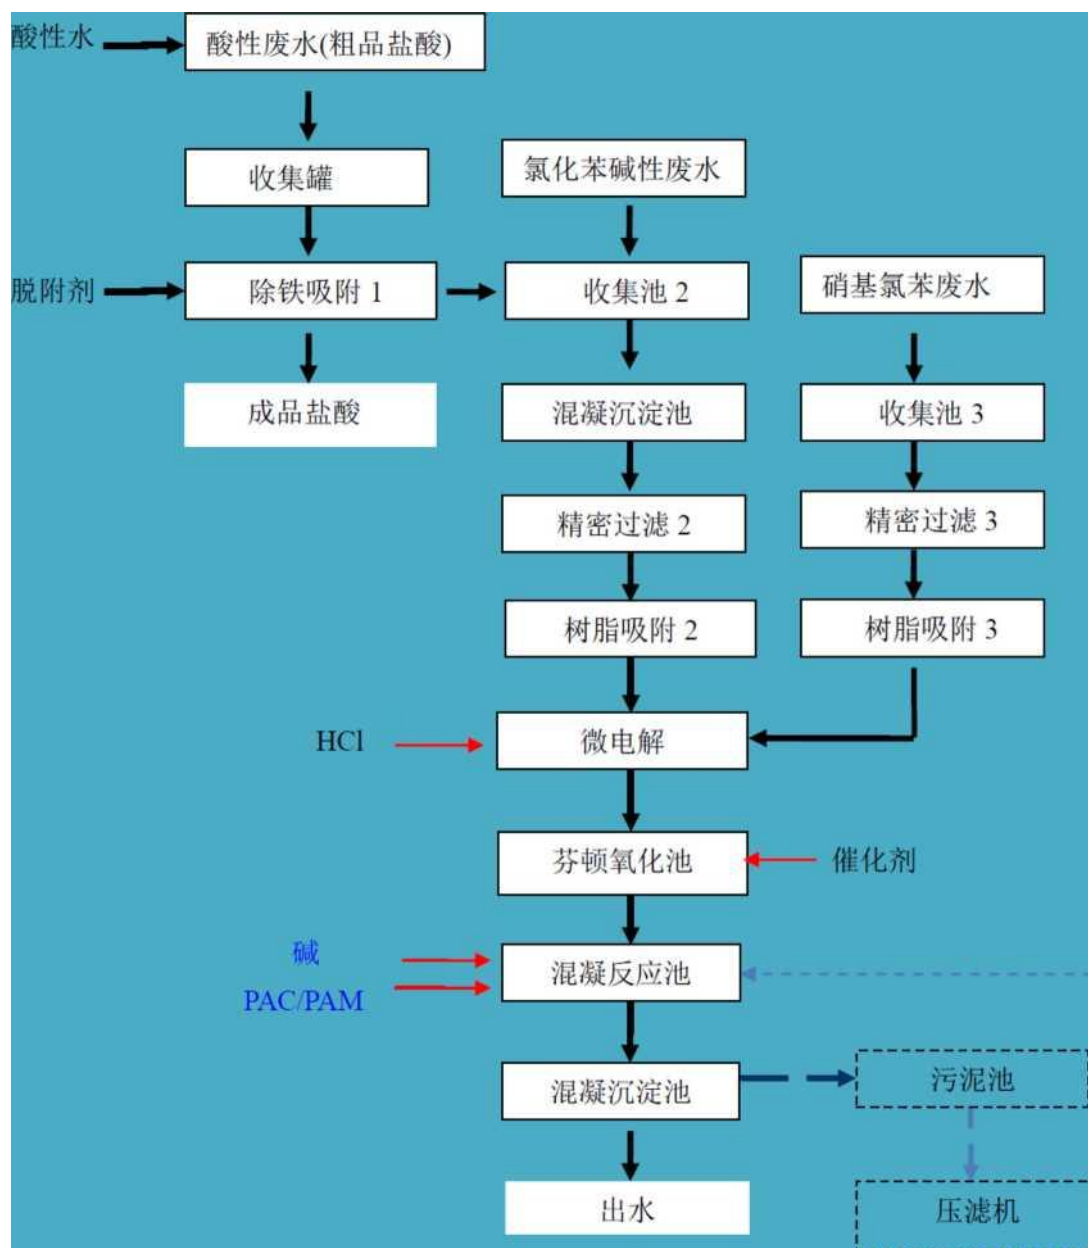 酸性水
酸性废水(粗品盐酸)
收集罐
氯化苯碱性废水
脱附剂
除铁吸附 1
收集池 2
硝基氯苯废水
成品盐酸
混凝沉淀池
收集池 3
精密过滤 2
精密过滤 3
树脂吸附 2
树脂吸附 3
HCl
微电解
芬顿氧化池
催化剂
碱
PAC/PAM
混凝反应池
混凝沉淀池
污泥池
出水
压滤机